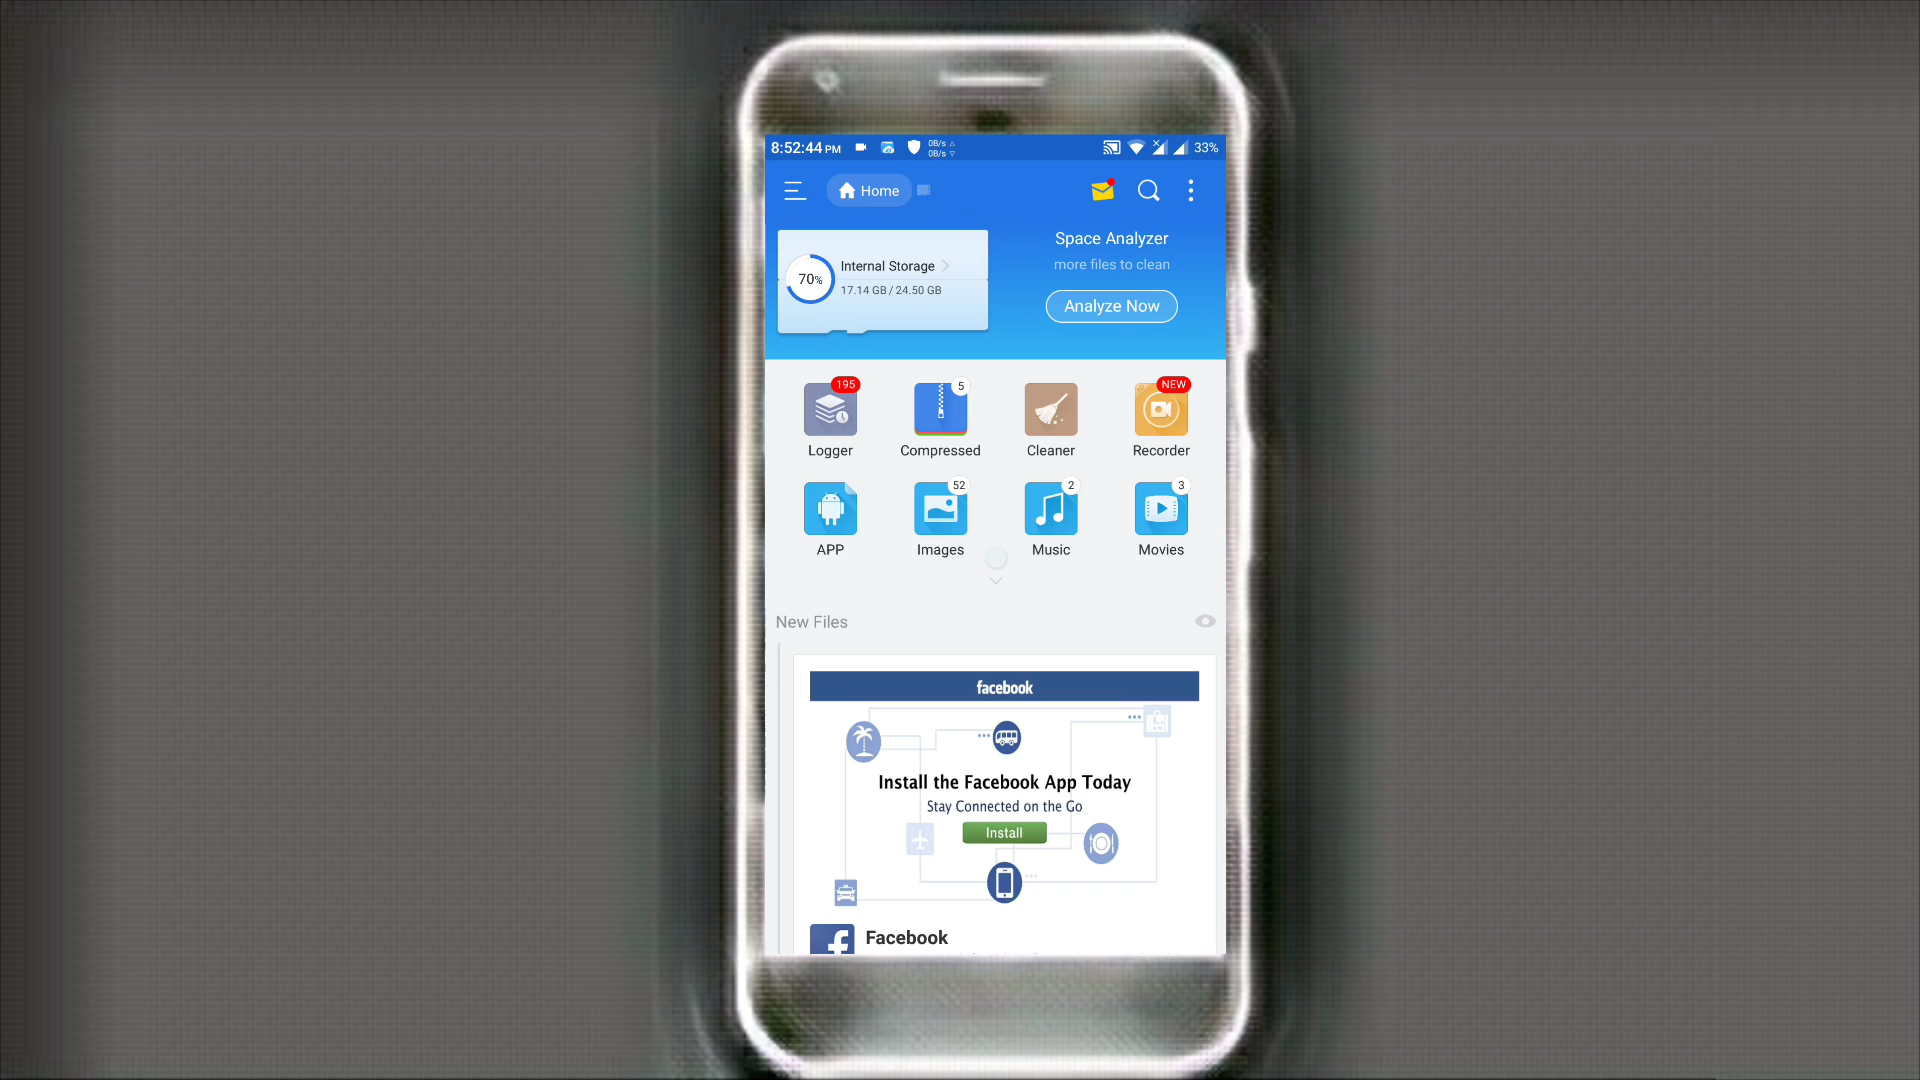 8:52:44 PM 0B/s 0B/s 33%
Home
Space Analyzer
more files to clean
Analyze Now
70% Internal Storage
17.14 GB / 24.50 GB
195 5 NEW
Logger Compressed Cleaner Recorder
52 2 3
APP Images Music Movies
New Files
facebook
Install the Facebook App Today
Stay Connected on the Go
Install
f Facebook